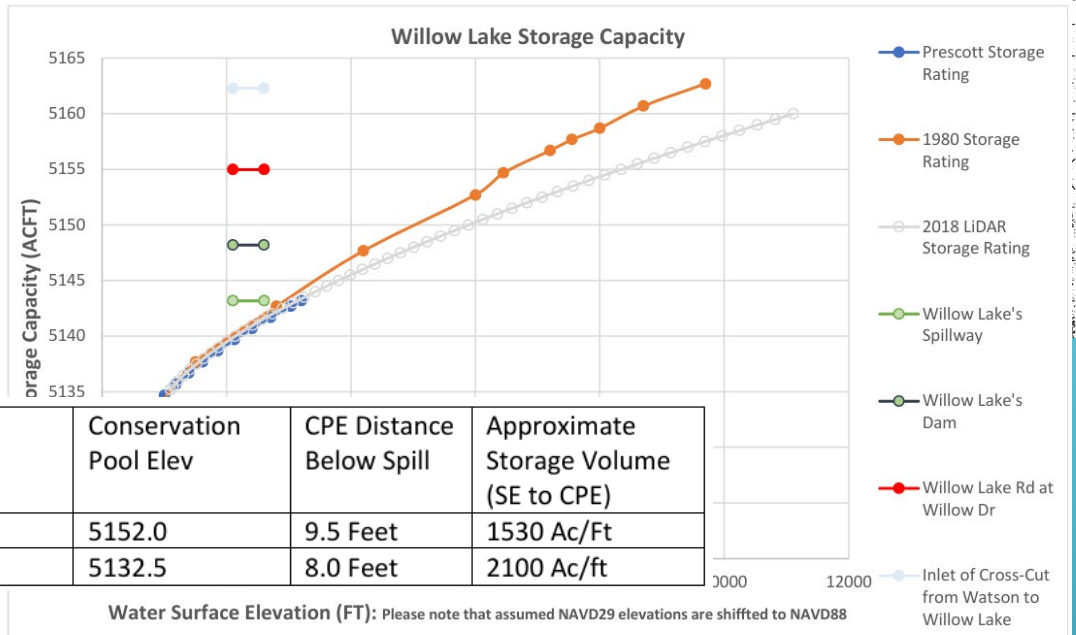 Willow Lake Storage Capacity
5165
5160
5155
5150
5145
5140
5135
orage Capacity (ACFT)
Prescott Storage
Rating
1980 Storage
Rating
2018 LiDAR
Storage Rating
Willow Lake's
Spillway
Willow Lake's
Dam
Willow Lake Rd at
Willow Dr
Inlet of Cross-Cut
from Watson to
Willow Lake
Conservation
Pool Elev
CPE Distance
Below Spill
Approximate
Storage Volume
(SE to CPE)
5152.0 9.5 Feet 1530 Ac/Ft
5132.5 8.0 Feet 2100 Ac/ft
0000 12000
Water Surface Elevation (FT): Please note that assumed NAVD29 elevations are shiffted to NAVD88